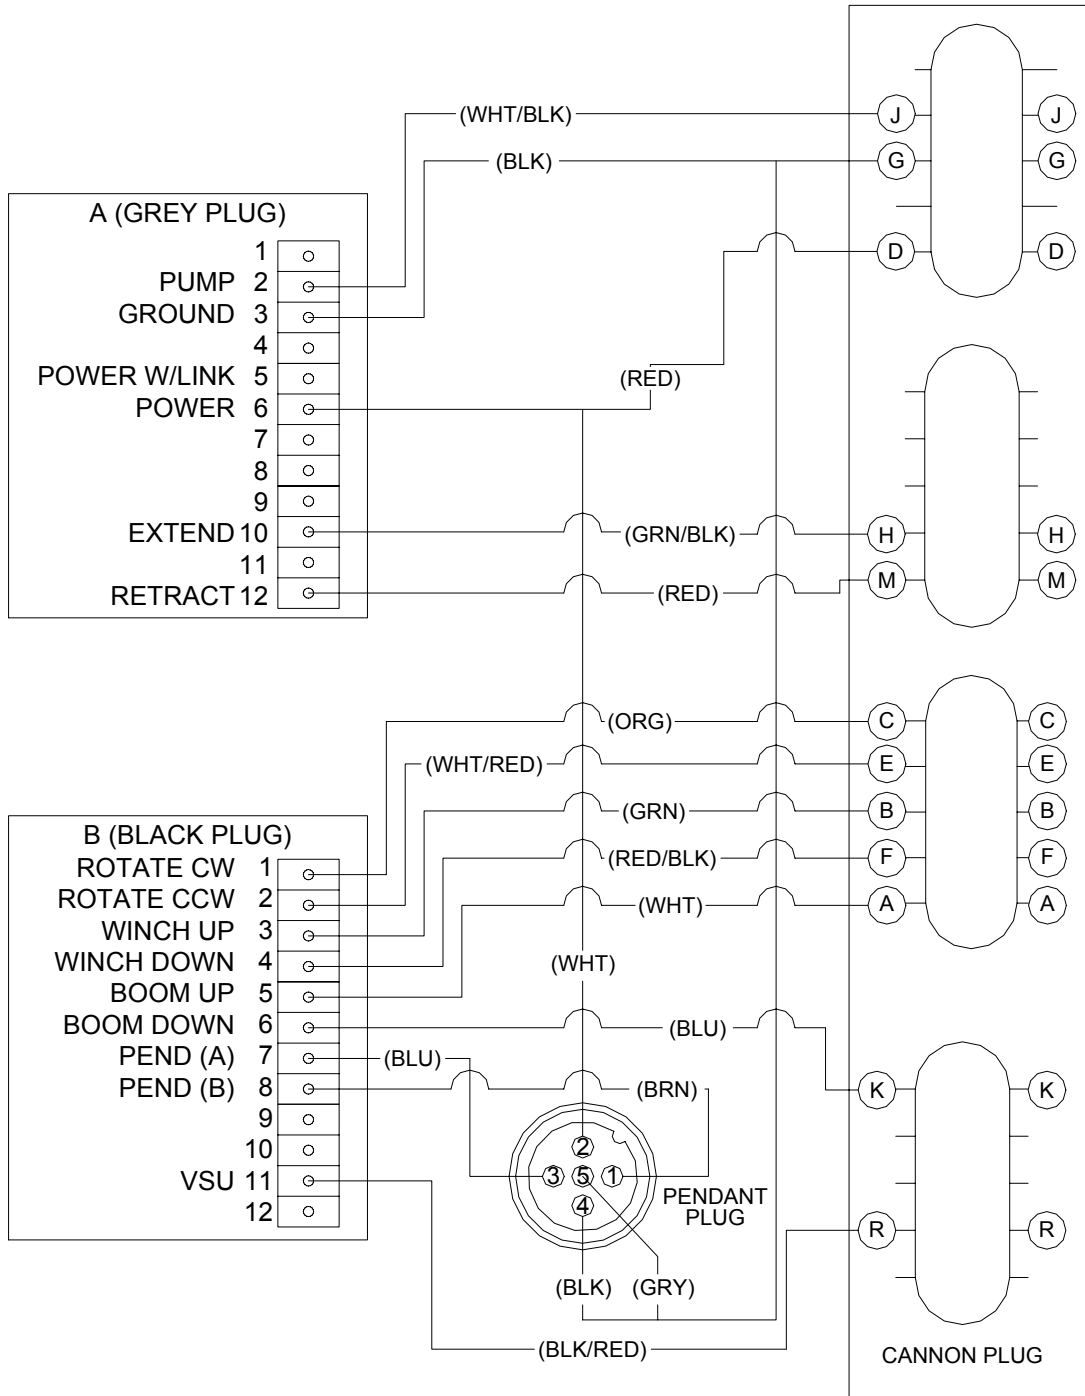 (WHT/BLK)
J J
(BLK)
G G
A (GREY PLUG)
1
D D
PUMP 2
GROUND 3
4
POWER W/LINK 5
(RED)
POWER 6
7
8
9
EXTEND 10
(GRN/BLK)
H H
11
M M
RETRACT 12
(RED)
(ORG)
C C
(WHT/RED)
E E
(GRN)
B B
B (BLACK PLUG)
(RED/BLK)
F F
ROTATE CW 1
ROTATE CCW 2
(WHT)
A A
WINCH UP 3
WINCH DOWN 4
(WHT)
BOOM UP 5
BOOM DOWN 6
(BLU)
PEND (A) 7
(BLU)
PEND (B) 8
(BRN)
K K
9
10
2
VSU 11
3 5 1
PENDANT
PLUG
4
12
R R
(BLK) (GRY)
(BLK/RED)
CANNON PLUG